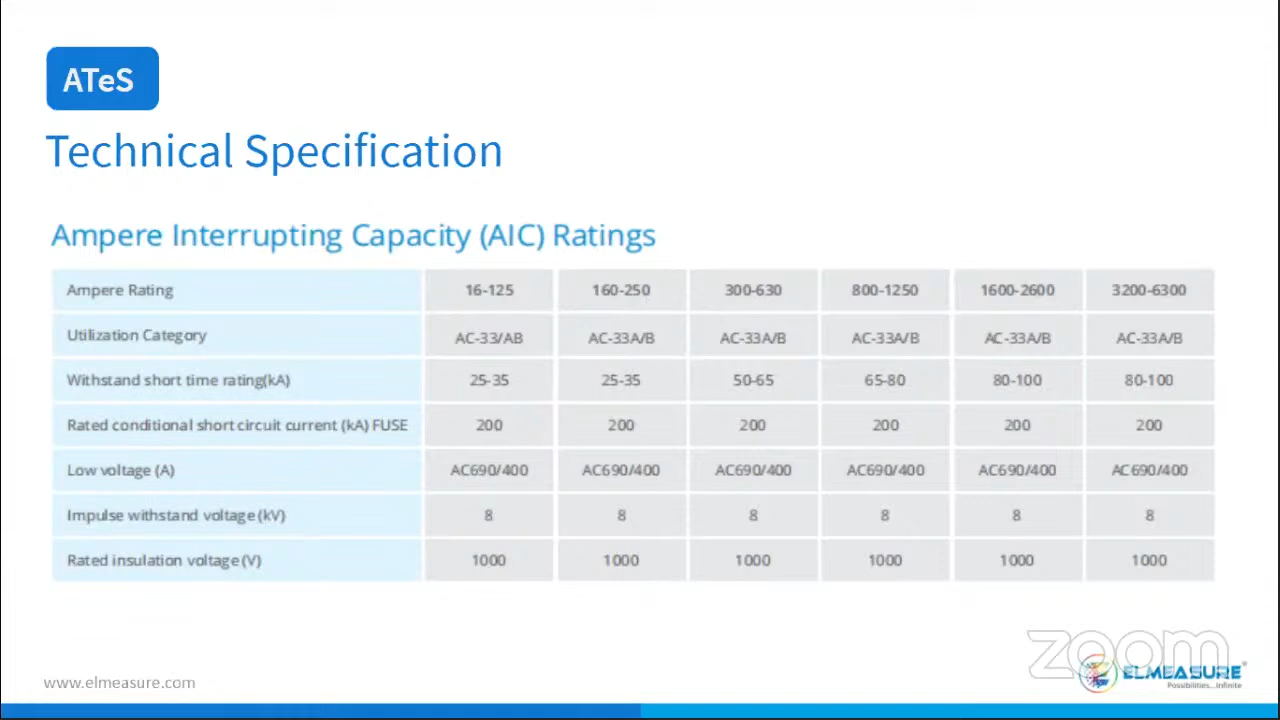 ATeS
Technical Specification
Ampere Interrupting Capacity (AIC) Ratings
Ampere Rating 16-125 160-250 300-630 800-1250 1600-2600 3200-6300
Utilization Category AC-33/AB AC-33A/B AC-33A/B AC-33A/B AC-33A/B AC-33A/B
Withstand short time rating(kA) 25-35 25-35 50-65 65-80 80-100 80-100
Rated conditional short circuit current (kA) FUSE 200 200 200 200 200 200
Low voltage (A) AC690/400 AC690/400 AC690/400 AC690/400 AC690/400 AC690/400
Impulse withstand voltage (kV) 8 8 8 8 8 8
Rated insulation voltage (V) 1000 1000 1000 1000 1000 1000
zoom
ELMEASURE®
Possibilities...Infinite
www.elmeasure.com